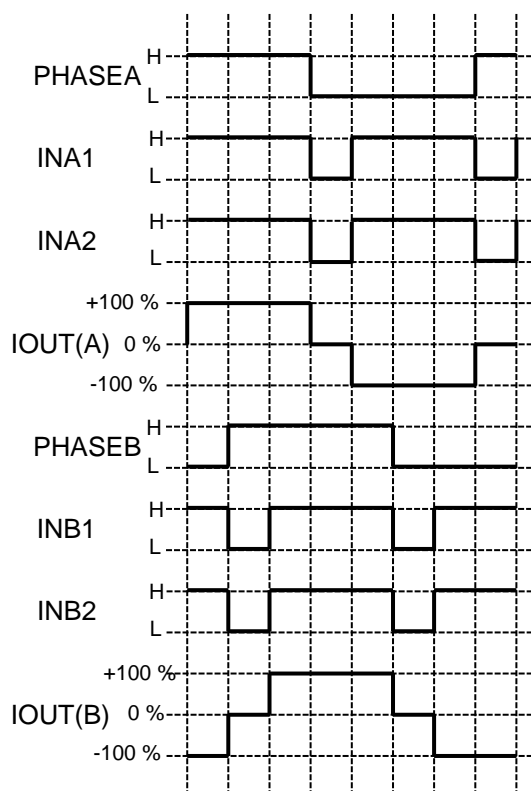 H
PHASEA
L
H
INA1
L
H
INA2
L
+100 %
IOUT(A) 0 %
-100 %
H
PHASEB
L
H
INB1
L
H
INB2
L
+100 %
IOUT(B) 0 %
-100 %